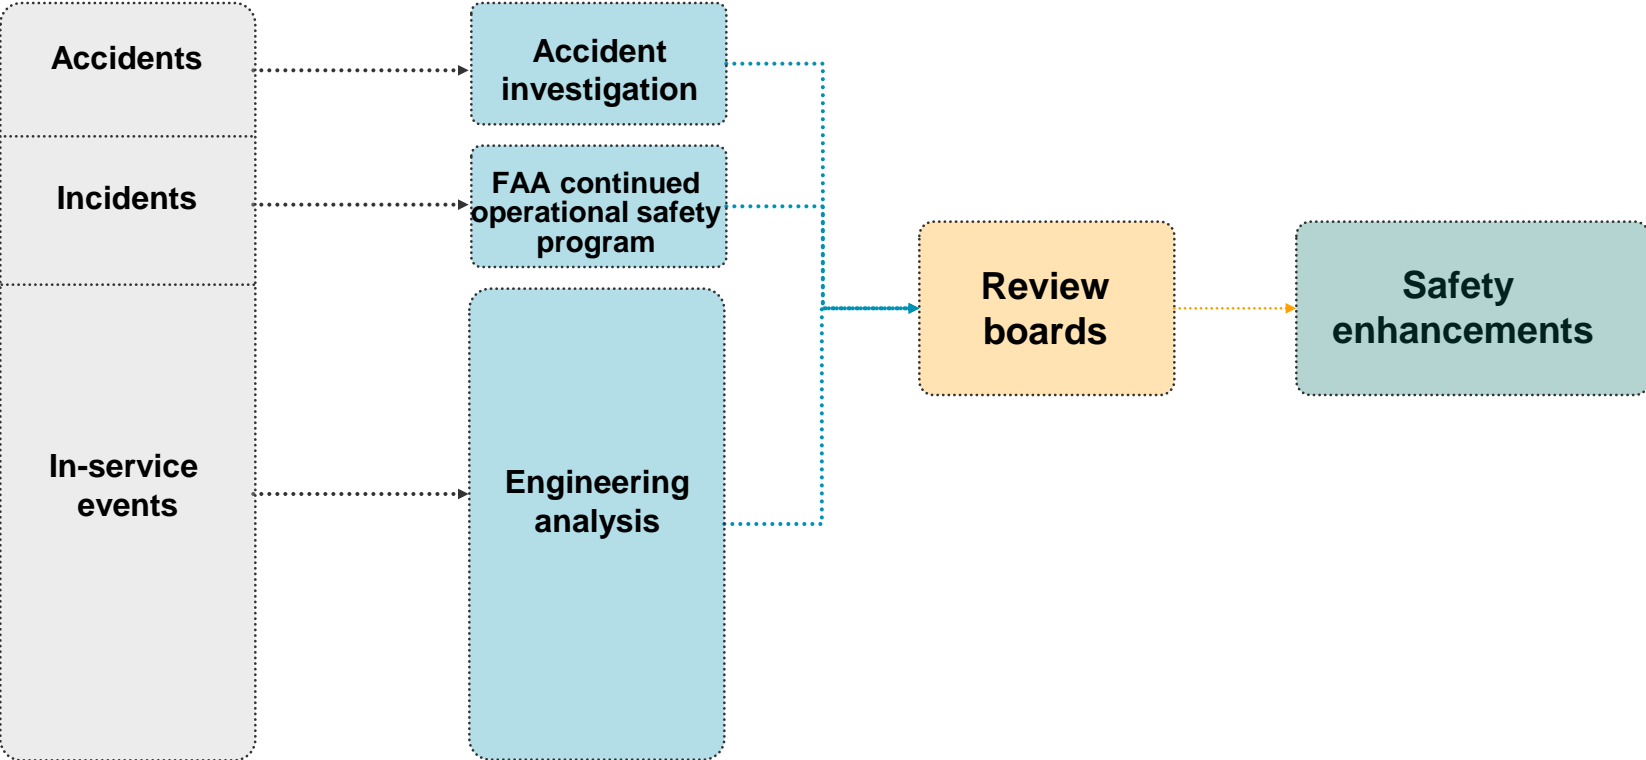 Accidents
Accident
investigation
Incidents
FAA continued
operational safety
program
In-service
events
Engineering
analysis
Review
boards
Safety
enhancements